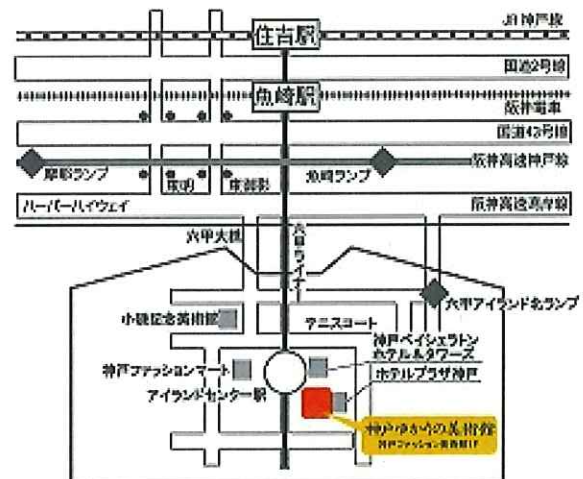 JR神戸線
住吉駅
国道2号線
魚崎駅
阪神電車
国道43号線
阪神高速神戸線
摩耶ランプ
東明
東御影
魚崎ランプ
ハーバーハイウェイ
阪神高速湾岸線
六甲大橋
六甲ライナー
六甲アイランド北ランプ
小磯記念美術館
テニスコート
神戸ベイシェラトン
ホテル&タワーズ
神戸ファッションマート
ホテルプラザ神戸
アイランドセンター駅
神戸ゆかりの美術館
神戸ファッション美術館1F